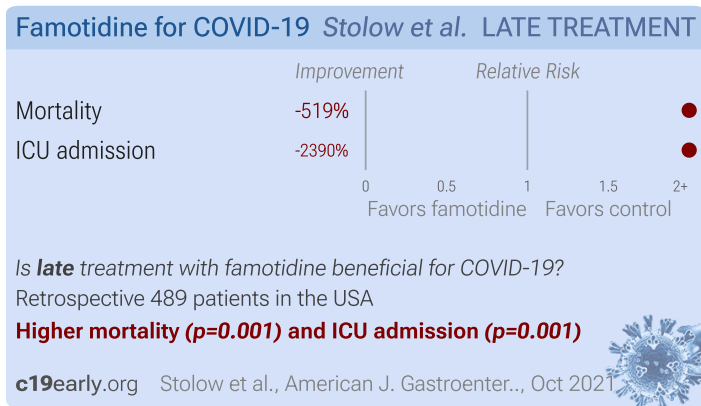 Famotidine for COVID-19 Stolow et al. LATE TREATMENT
Improvement Relative Risk
Mortality -519%
ICU admission -2390%
0 0.5 1 1.5 2+
Favors famotidine Favors control
Is late treatment with famotidine beneficial for COVID-19?
Retrospective 489 patients in the USA
Higher mortality (p=0.001) and ICU admission (p=0.001)
c19early.org Stolow et al., American J. Gastroenter.., Oct 2021